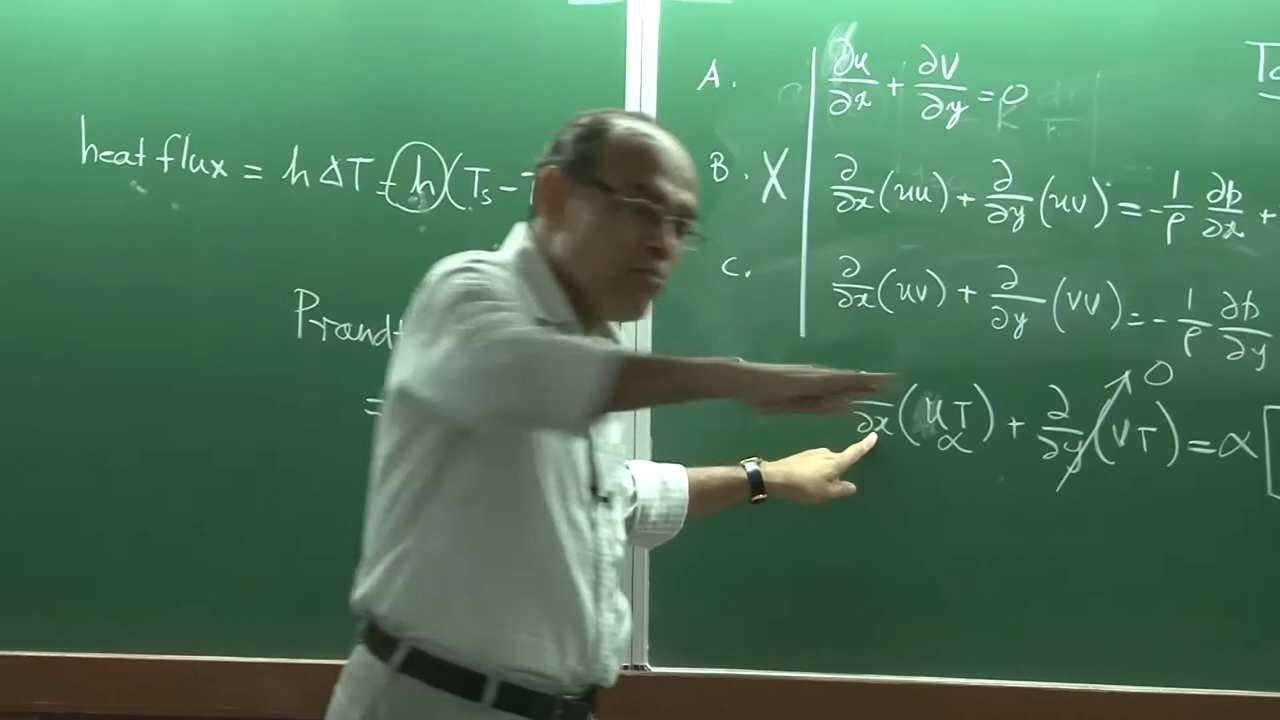 heat flux = h ΔT = h (Ts -
Prandt
=
A. ∂u/∂x + ∂v/∂y = 0
B. X ∂/∂x (uu) + ∂/∂y (uv) = - 1/ρ ∂p/∂x +
C. ∂/∂x (uv) + ∂/∂y (vv) = - 1/ρ ∂p/∂y
∂x (uT) + ∂/∂y (vT) = α
0